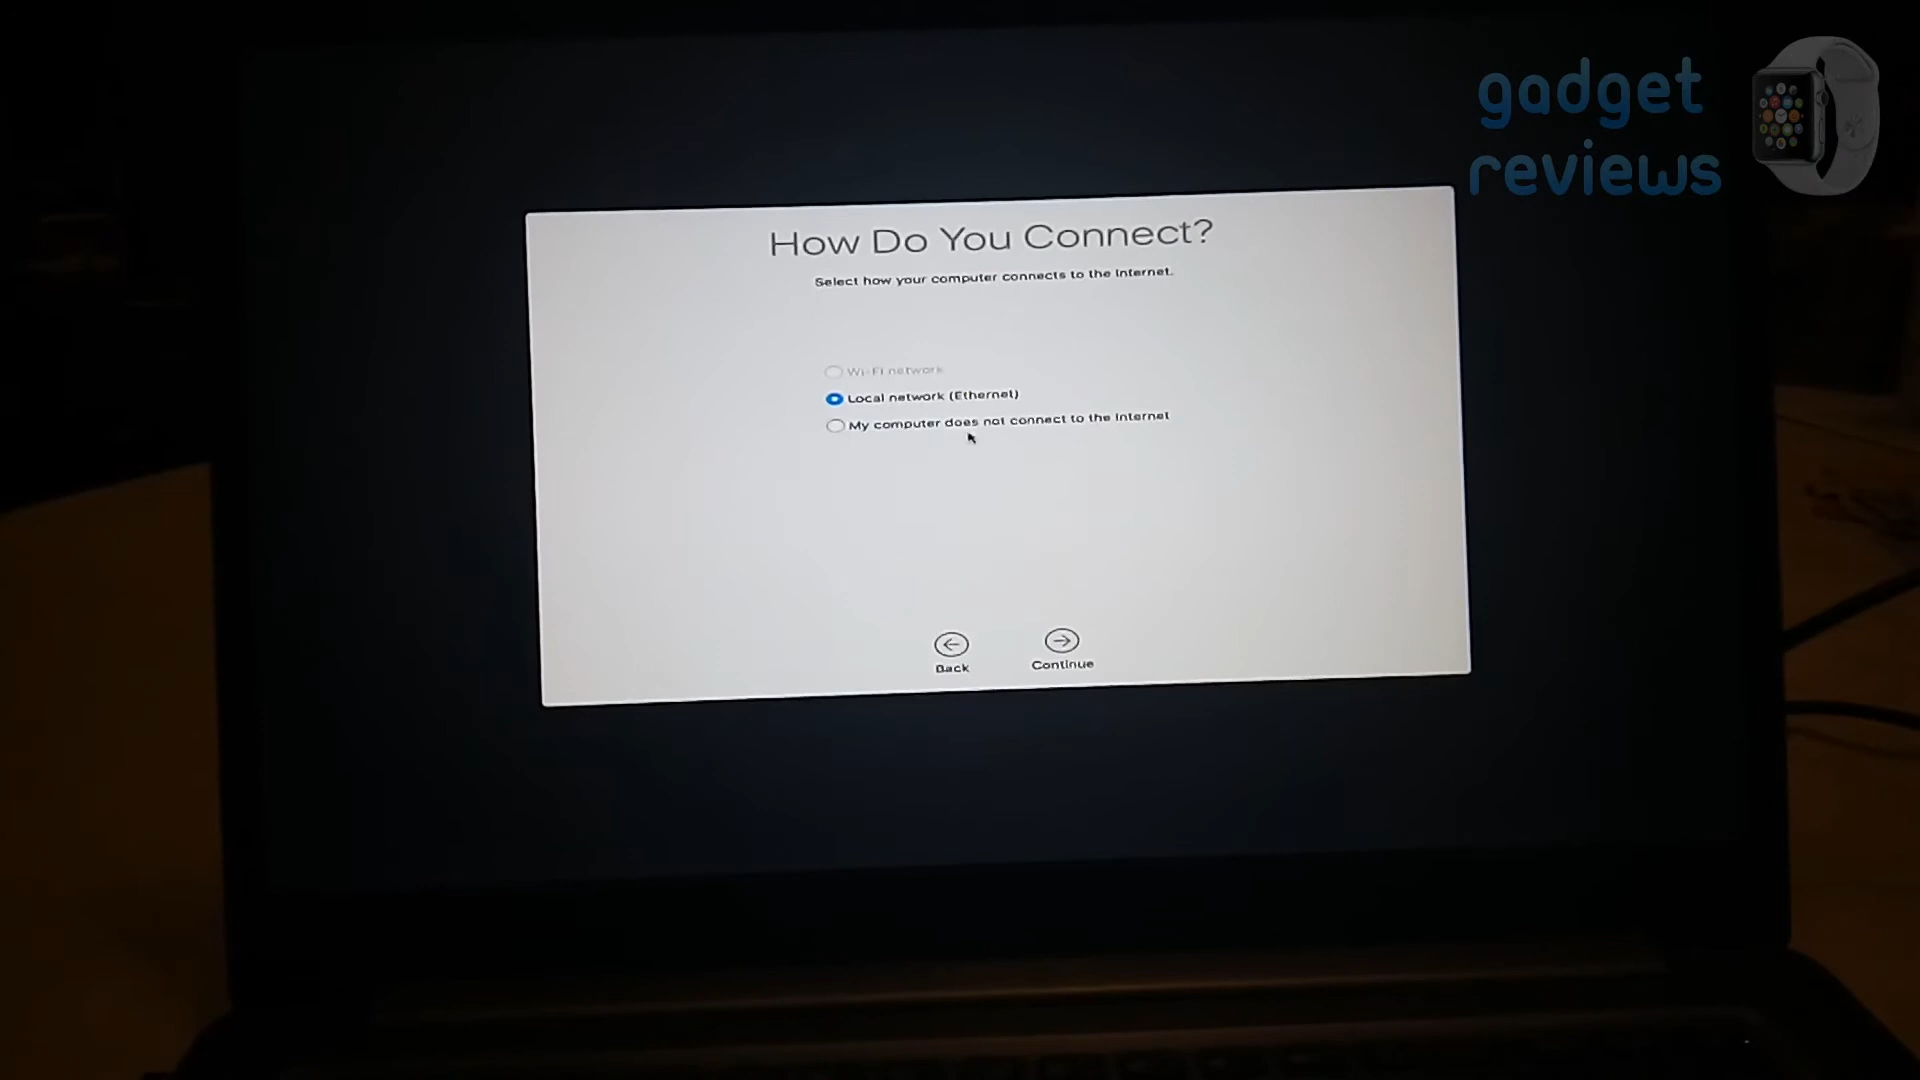 gadget
reviews
How Do You Connect?
Select how your computer connects to the Internet.
Wi-Fi network
Local network (Ethernet)
My computer does not connect to the Internet
Back
Continue